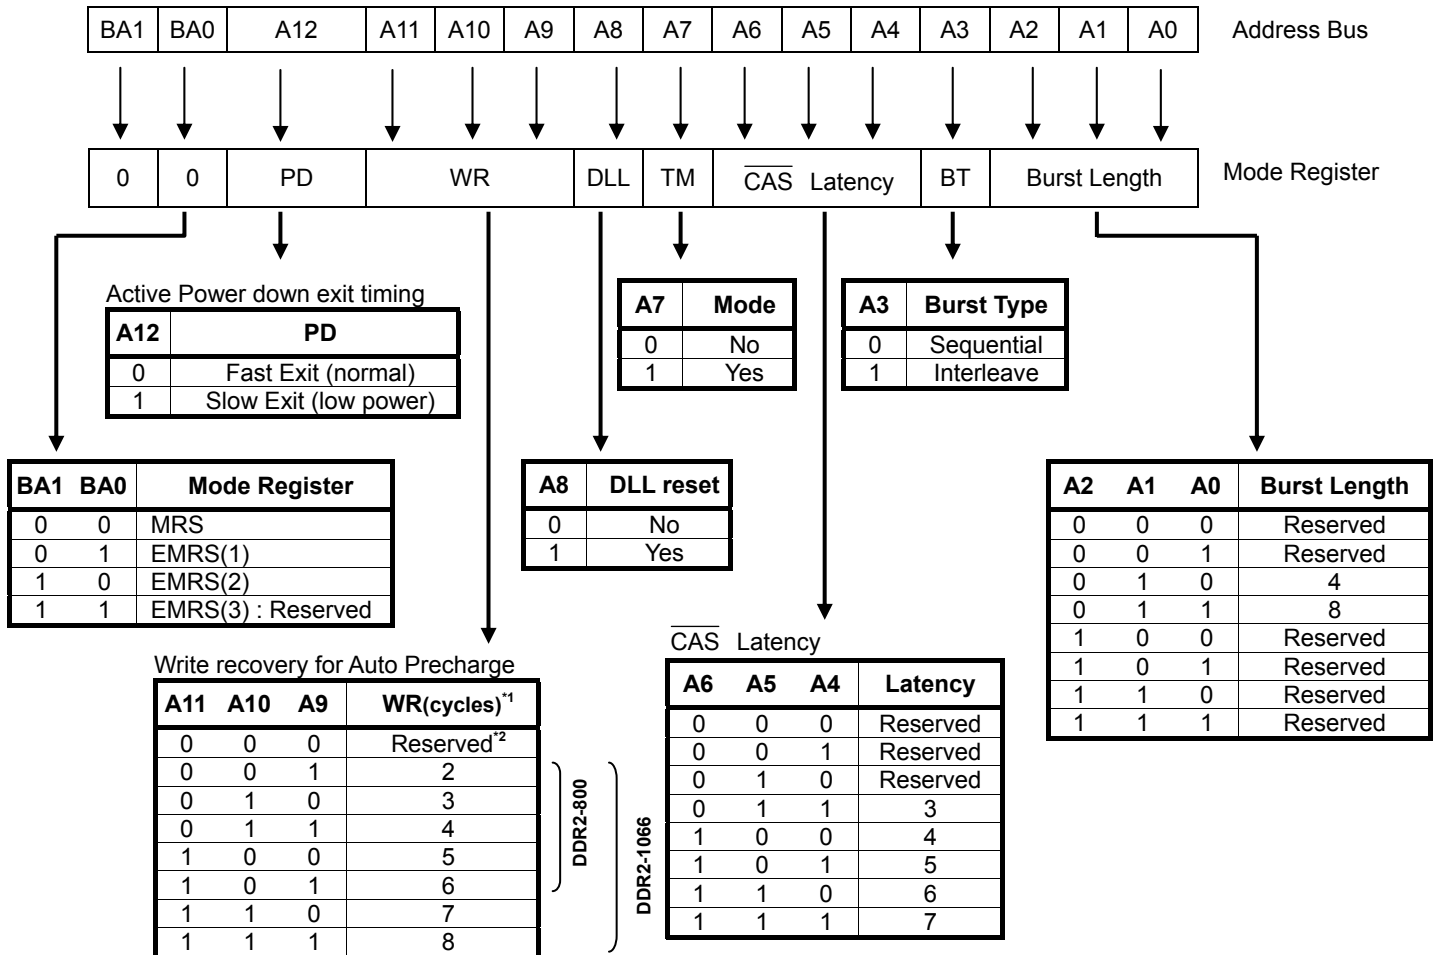 BA1 BA0 A12 A11 A10 A9 A8 A7 A6 A5 A4 A3 A2 A1 A0 Address Bus
0 0 PD WR DLL TM CAS Latency BT Burst Length Mode Register
Active Power down exit timing
A12 PD
0 Fast Exit (normal)
1 Slow Exit (low power)
A7 Mode
0 No
1 Yes
A3 Burst Type
0 Sequential
1 Interleave
BA1 BA0 Mode Register
0 0 MRS
0 1 EMRS(1)
1 0 EMRS(2)
1 1 EMRS(3) : Reserved
A8 DLL reset
0 No
1 Yes
A2 A1 A0 Burst Length
0 0 0 Reserved
0 0 1 Reserved
0 1 0 4
0 1 1 8
1 0 0 Reserved
1 0 1 Reserved
1 1 0 Reserved
1 1 1 Reserved
Write recovery for Auto Precharge
A11 A10 A9 WR(cycles)*1
0 0 0 Reserved*2
0 0 1 2
0 1 0 3
0 1 1 4
1 0 0 5
1 0 1 6
1 1 0 7
1 1 1 8
DDR2-800
DDR2-1066
CAS Latency
A6 A5 A4 Latency
0 0 0 Reserved
0 0 1 Reserved
0 1 0 Reserved
0 1 1 3
1 0 0 4
1 0 1 5
1 1 0 6
1 1 1 7